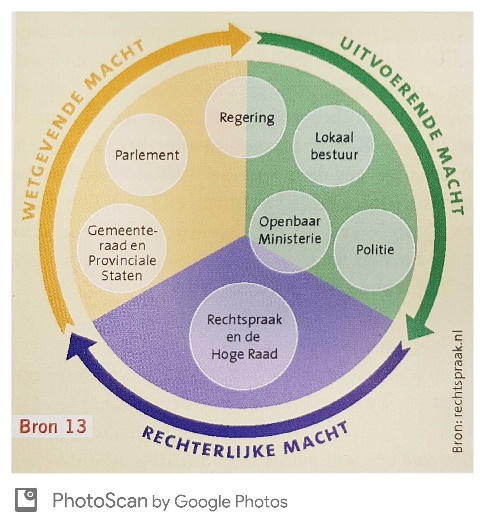 WETGEVENDE MACHT
UITVOERENDE MACHT
Regering
Lokaal
bestuur
Parlement
Gemeente-
raad en
Provinciale
Staten
Openbaar
Ministerie
Politie
Rechtspraak
en de
Hoge Raad
RECHTERLIJKE MACHT
Bron 13
Bron: rechtspraak.nl
PhotoScan by Google Photos